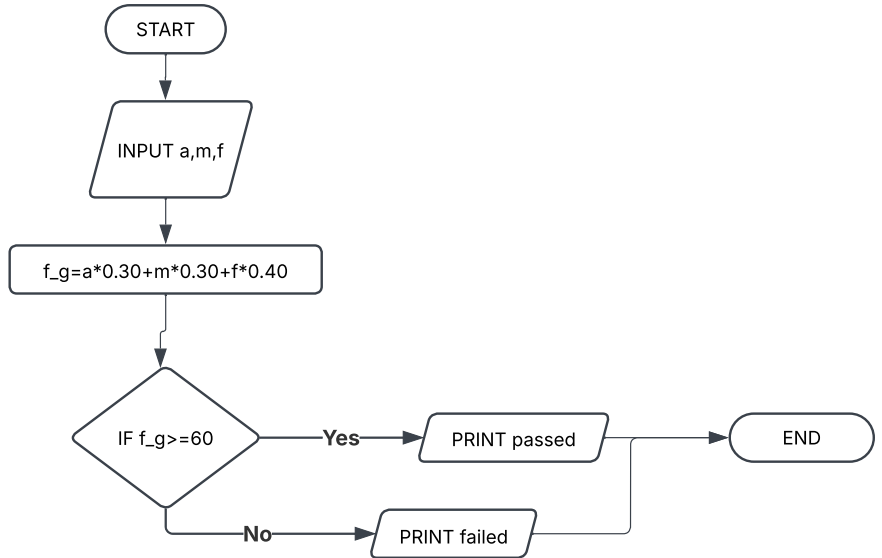 START
INPUT a,m,f
f_g=a*0.30+m*0.30+f*0.40
IF f_g>=60
Yes
PRINT passed
END
No
PRINT failed